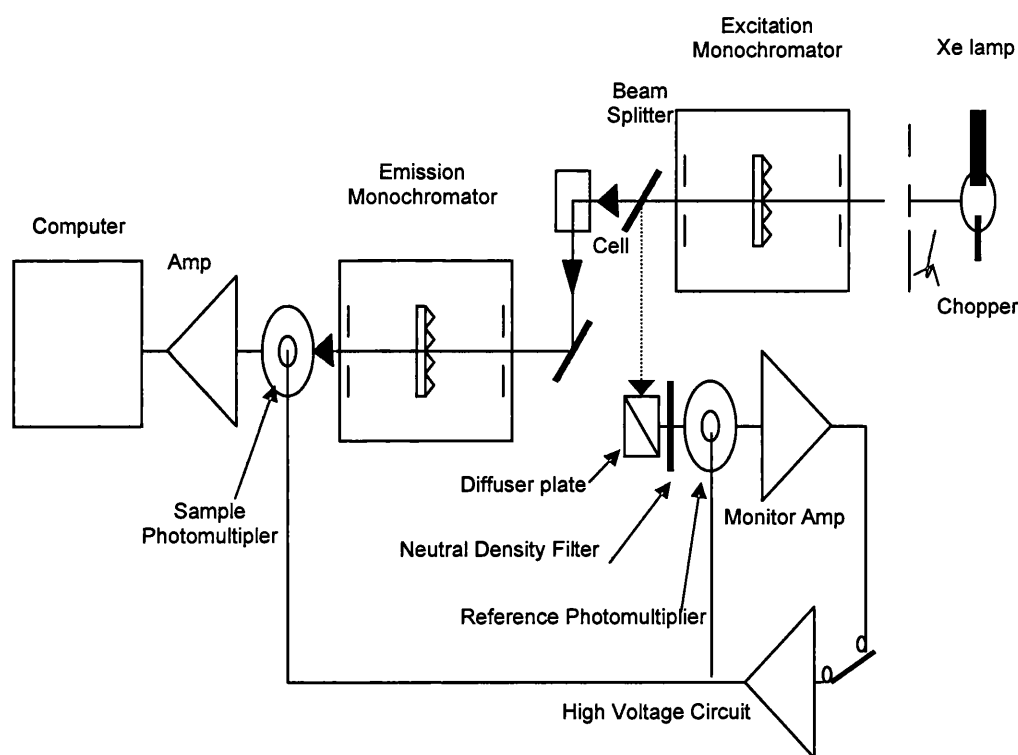 Excitation
Monochromator
Xe lamp
Beam
Splitter
Emission
Monochromator
Computer
Amp
Cell
Chopper
Diffuser plate
Sample
Photomultipler
Monitor Amp
Neutral Density Filter
Reference Photomultiplier
High Voltage Circuit